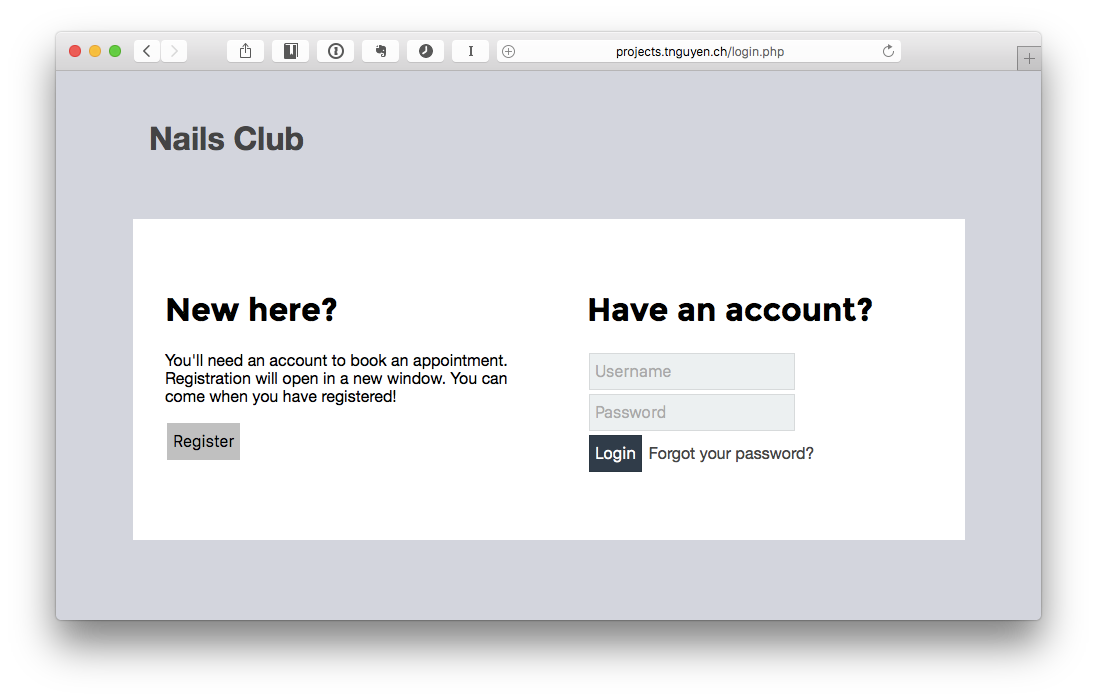 projects.tnguyen.ch/login.php
Nails Club
New here?
You'll need an account to book an appointment.
Registration will open in a new window. You can
come when you have registered!
Register
Have an account?
Username
Password
Login Forgot your password?